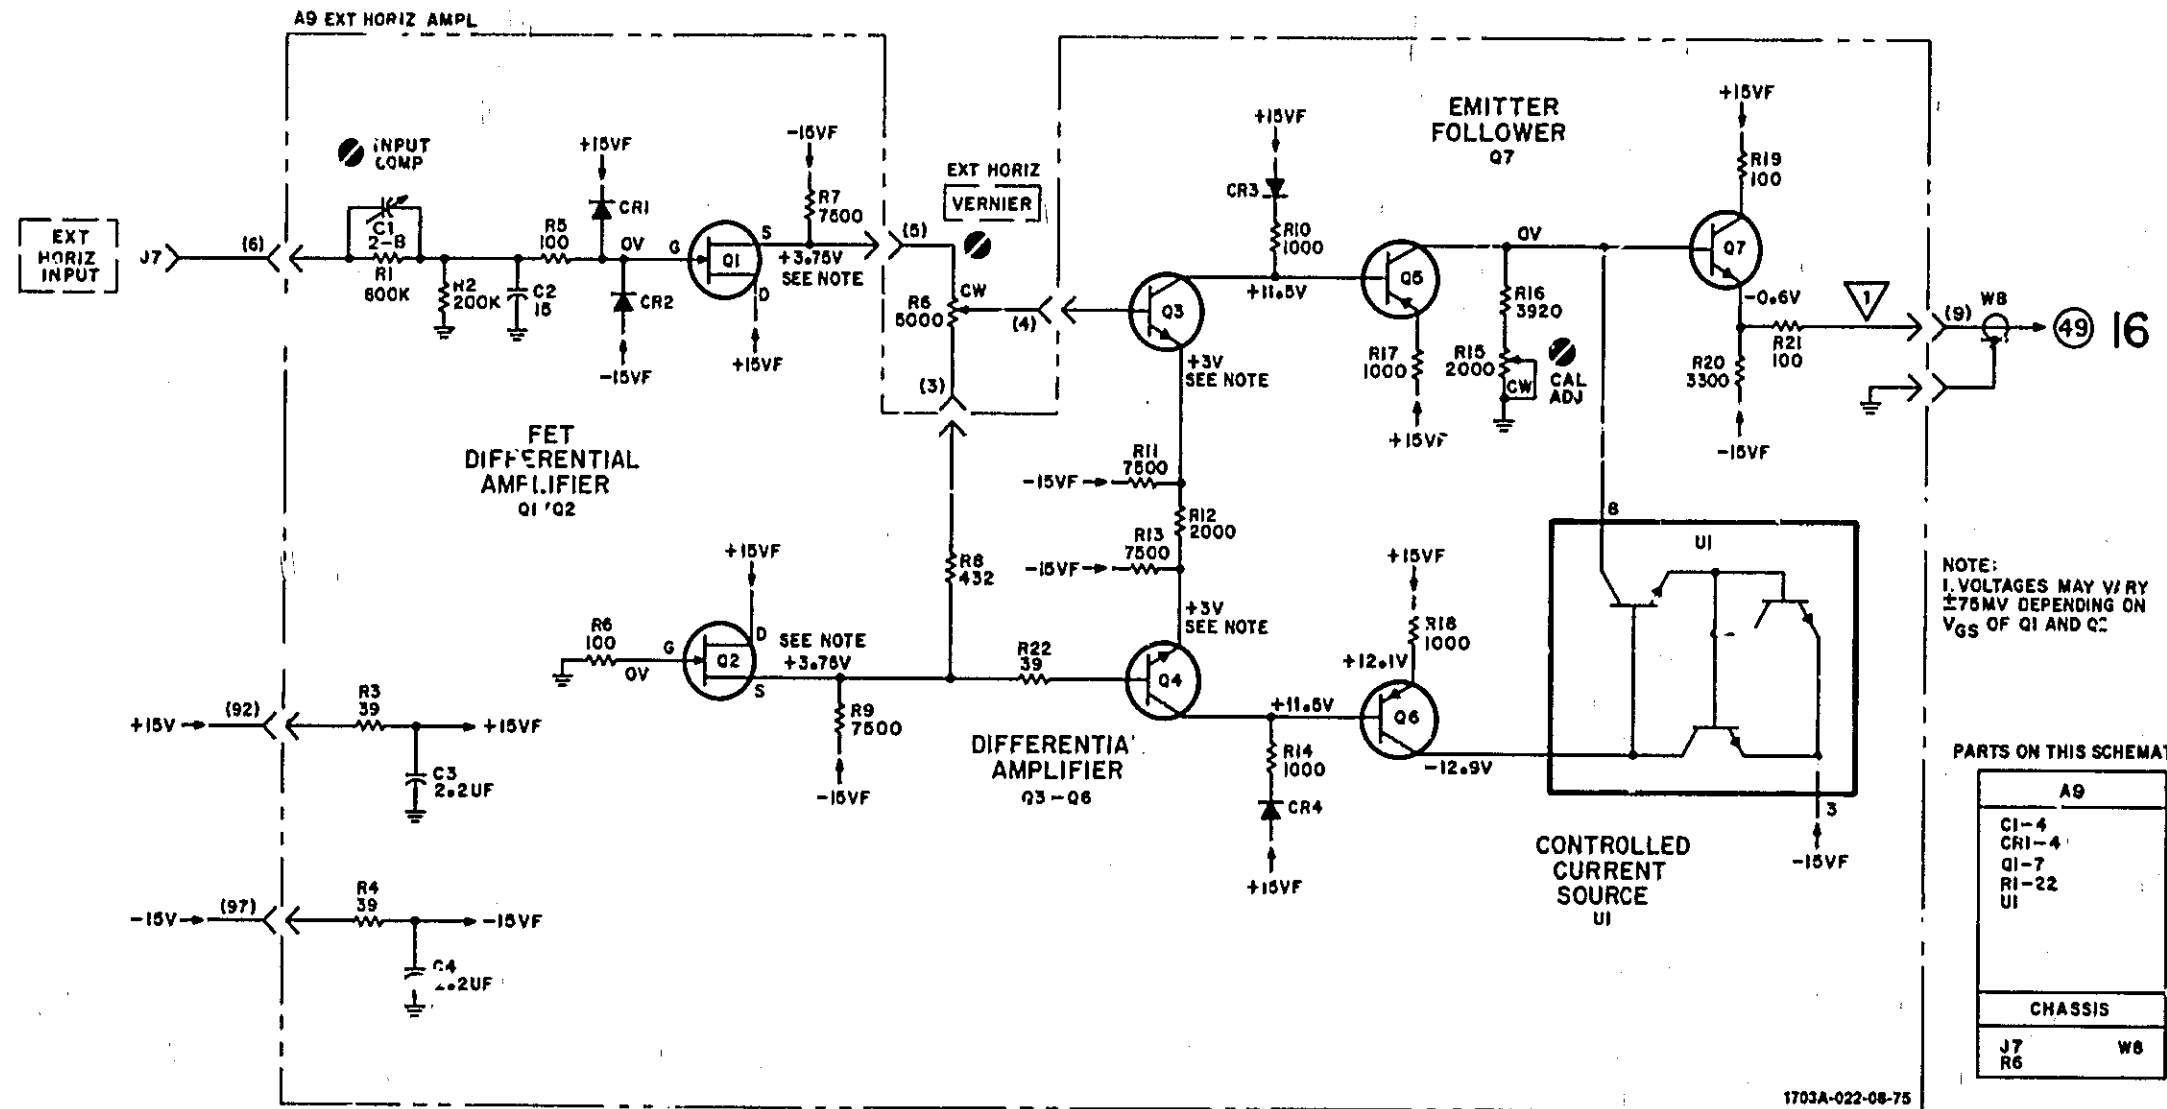 A9 EXT HORIZ AMPL
INPUT
COMP
EXT
HORIZ
INPUT
J7
(6)
C1
2-8
R1
800K
R2
200K
C2
15
R5
100
+15VF
CR1
0V
CR2
-15VF
G
Q1
S
D
+15VF
-15VF
R7
7500
+3.75V
SEE NOTE
(5)
EXT HORIZ
VERNIER
CW
R6
5000
(4)
(3)
FET
DIFFERENTIAL
AMPLIFIER
Q1/Q2
R8
432
R6
100
0V
G
Q2
D
S
+15VF
SEE NOTE
+3.75V
R9
7500
-15VF
R22
39
+15V
(92)
R3
39
+15VF
C3
2.2UF
-15V
(97)
R4
39
-15VF
C4
2.2UF
+15VF
CR3
R10
1000
Q3
+11.5V
+3V
SEE NOTE
R11
7500
-15VF
R12
2000
R13
7500
-15VF
+3V
SEE NOTE
Q4
+11.5V
R14
1000
CR4
+15VF
DIFFERENTIA
AMPLIFIER
Q3-Q6
EMITTER
FOLLOWER
Q7
Q5
R17
1000
+15VF
0V
R16
3920
R15
2000
CW
CAL
ADJ
+15VF
R19
100
Q7
-0.6V
R20
3300
-15VF
R21
100
1
(9)
W8
49
16
+15VF
R18
1000
+12.1V
Q6
-12.9V
8
U1
3
-15VF
CONTROLLED
CURRENT
SOURCE
U1
NOTE:
1. VOLTAGES MAY VARY
±75MV DEPENDING ON
VGS OF Q1 AND Q2
PARTS ON THIS SCHEMAT
A9
C1-4
CR1-4
Q1-7
R1-22
U1
CHASSIS
J7 W8
R6
1703A-022-08-75